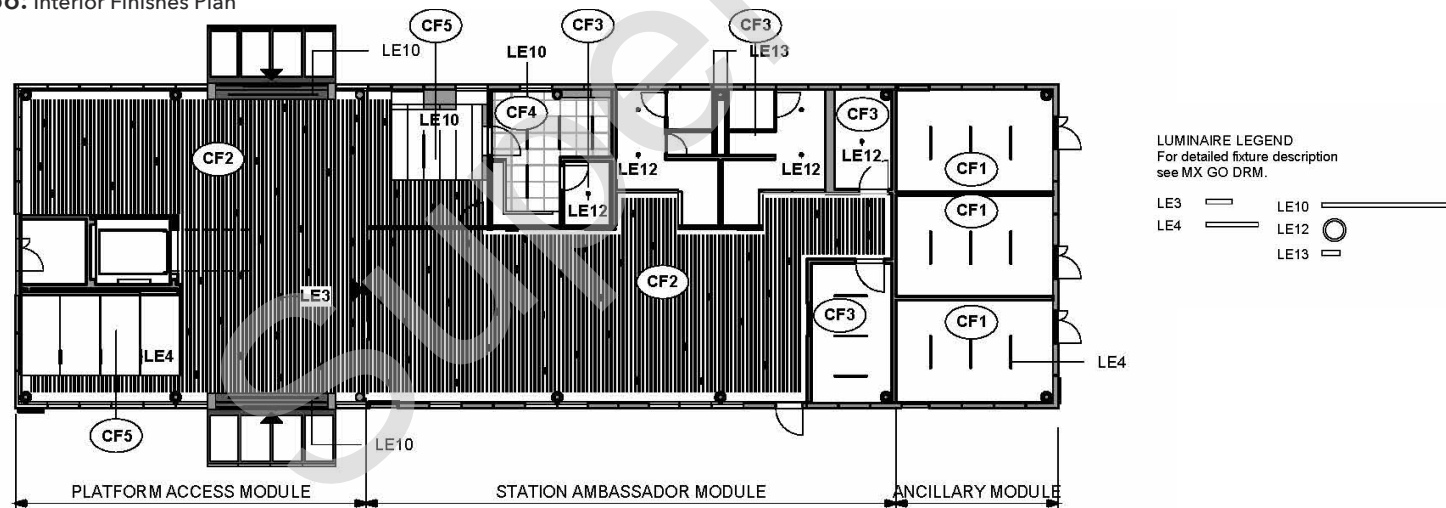 Interior Finishes Plan
CF5
CF3
CF3
LE10
LE10
LE13
LE10
CF4
CF3
CF2
LE12
LE12
LE12
CF1
LE12
CF1
CF2
LE3
CF3
CF1
LE4
LE4
CF5
LE10
PLATFORM ACCESS MODULE
STATION AMBASSADOR MODULE
ANCILLARY MODULE
LUMINAIRE LEGEND
For detailed fixture description
see MX GO DRM.
LE3
LE10
LE4
LE12
LE13
Super